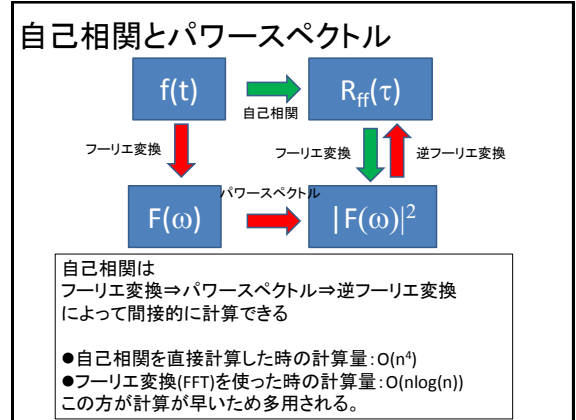 自己相関とパワースペクトル
f(t)
R_ff(τ)
自己相関
フーリエ変換
フーリエ変換
逆フーリエ変換
パワースペクトル
F(ω)
|F(ω)|²
自己相関は
フーリエ変換⇒パワースペクトル⇒逆フーリエ変換
によって間接的に計算できる
●自己相関を直接計算した時の計算量:O(n⁴)
●フーリエ変換(FFT)を使った時の計算量:O(nlog(n))
この方が計算が早いため多用される。